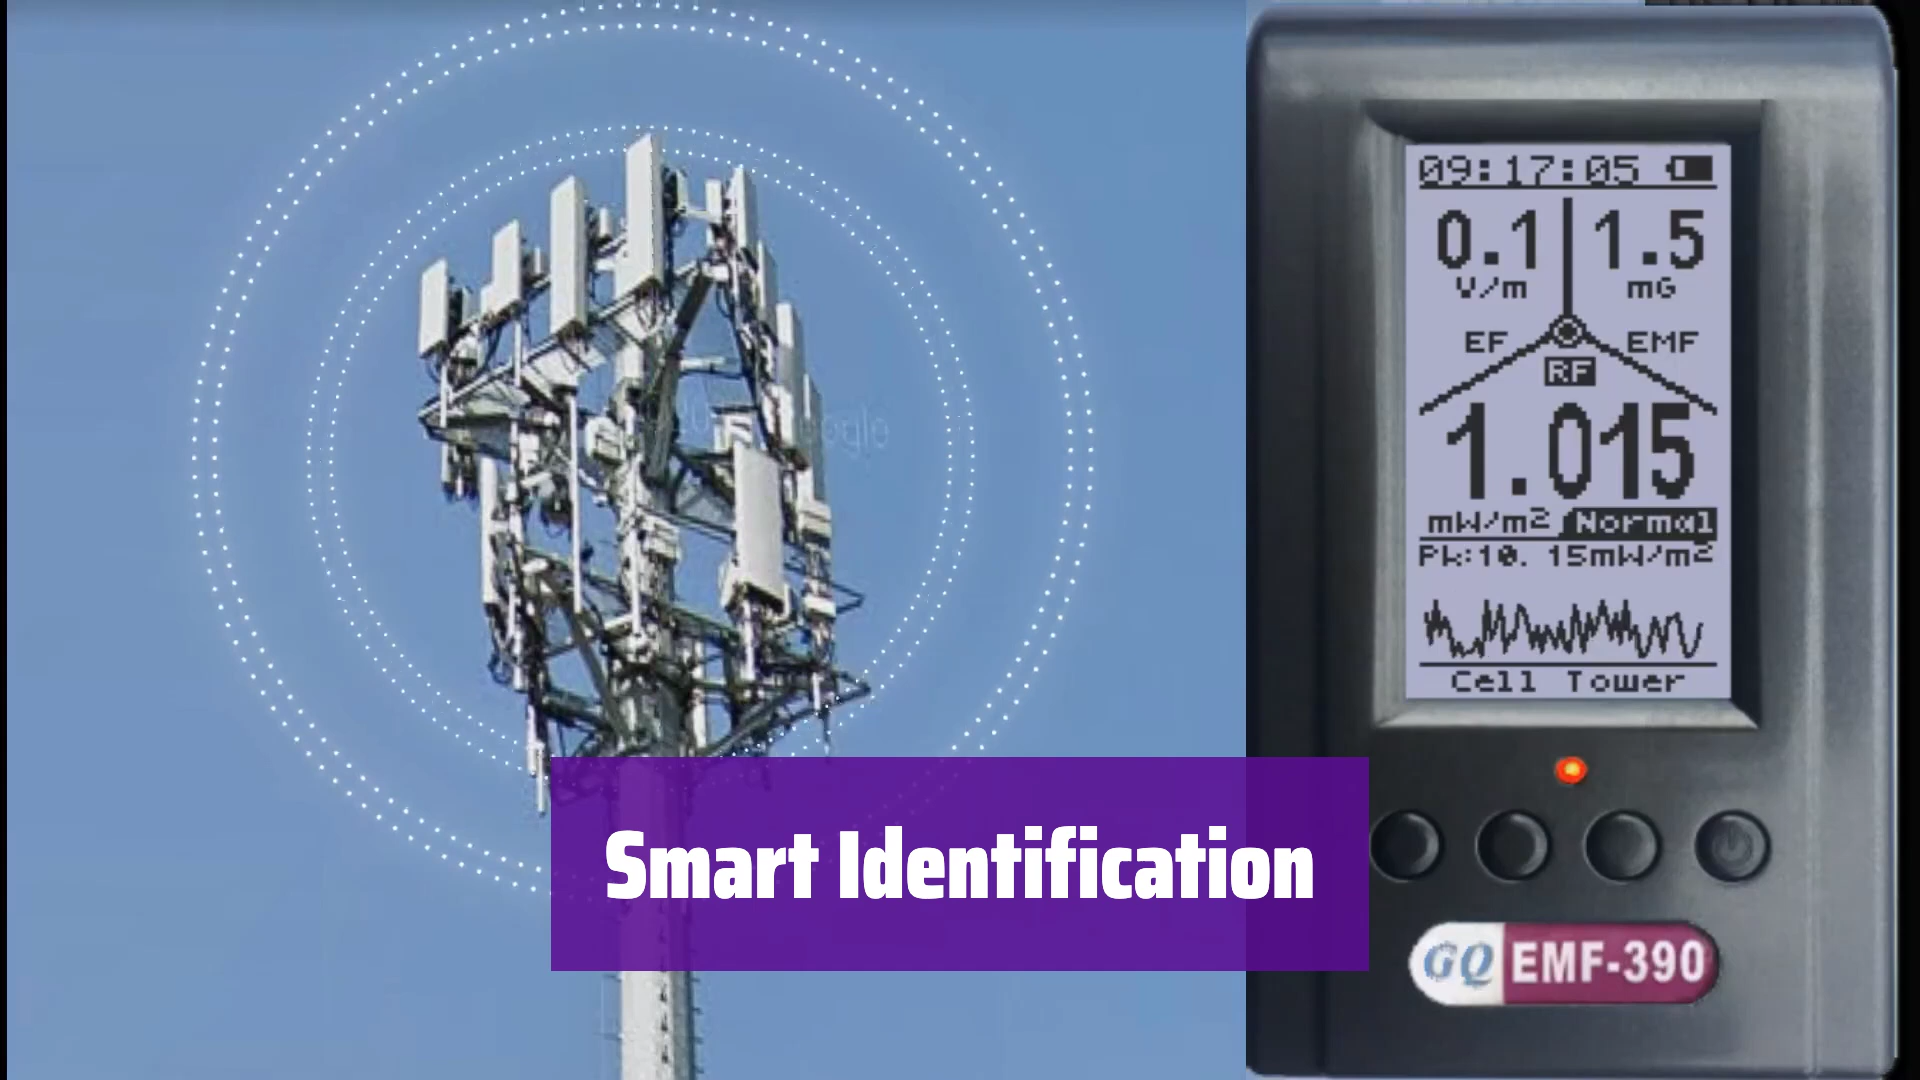 09:17:05
0.1 1.5
V/m mG
EF EMF
RF
1.015
mW/m2 Normal
Pk:10. 15mW/m2
Cell Tower
Smart Identification
GQ EMF-390